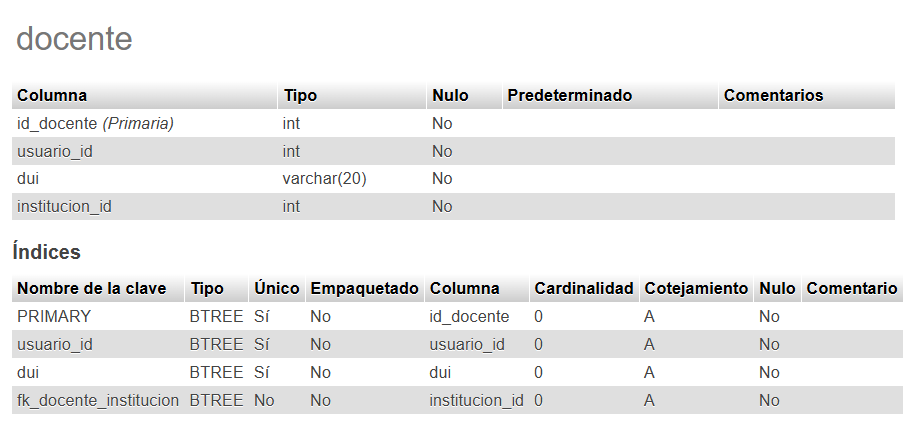 docente
Columna Tipo Nulo Predeterminado Comentarios
id_docente (Primaria) int No
usuario_id int No
dui varchar(20) No
institucion_id int No
Índices
Nombre de la clave Tipo Único Empaquetado Columna Cardinalidad Cotejamiento Nulo Comentario
PRIMARY BTREE Sí No id_docente 0 A No
usuario_id BTREE Sí No usuario_id 0 A No
dui BTREE Sí No dui 0 A No
fk_docente_institucion BTREE No No institucion_id 0 A No